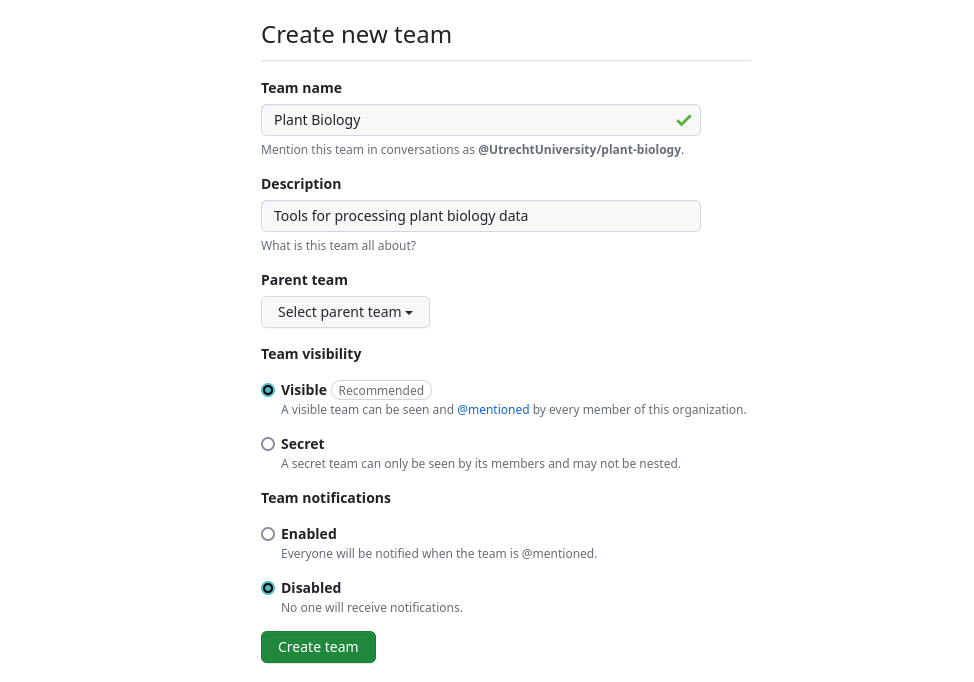 Create new team
Team name
Plant Biology
Mention this team in conversations as @UtrechtUniversity/plant-biology.
Description
Tools for processing plant biology data
What is this team all about?
Parent team
Select parent team
Team visibility
Visible Recommended
A visible team can be seen and @mentioned by every member of this organization.
Secret
A secret team can only be seen by its members and may not be nested.
Team notifications
Enabled
Everyone will be notified when the team is @mentioned.
Disabled
No one will receive notifications.
Create team